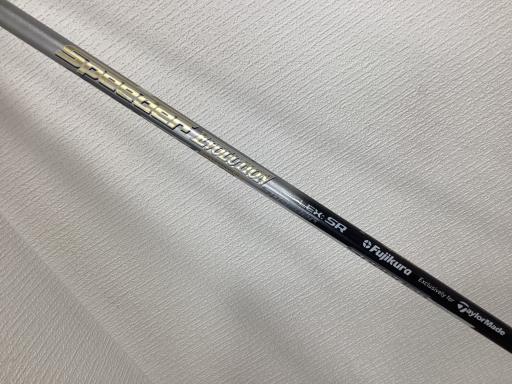 Speeder EVOLUTION
FLEX: SR
Fujikura
Exclusively for TaylorMade